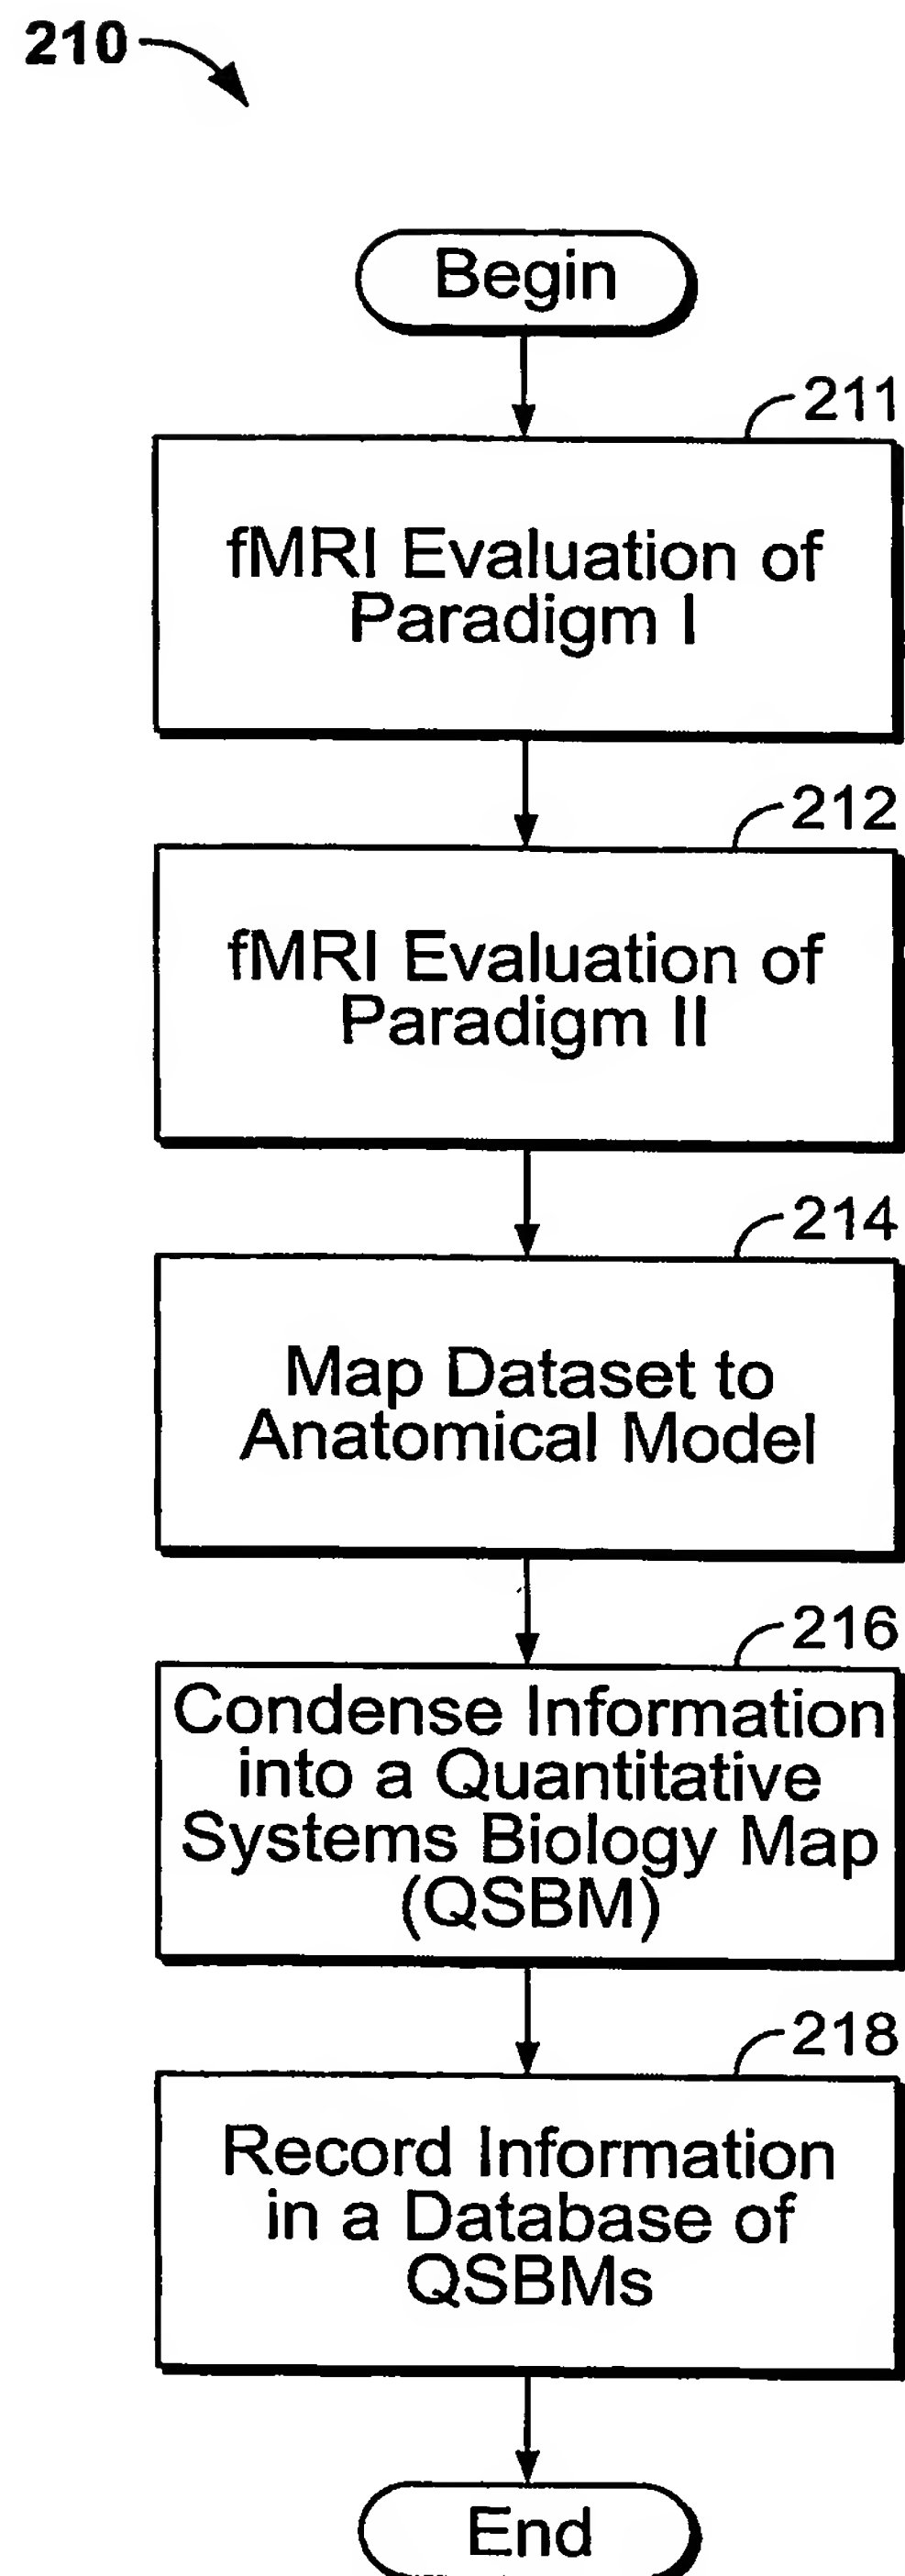 210
Begin
211
fMRI Evaluation of
Paradigm I
212
fMRI Evaluation of
Paradigm II
214
Map Dataset to
Anatomical Model
216
Condense Information
into a Quantitative
Systems Biology Map
(QSBM)
218
Record Information
in a Database of
QSBMs
End